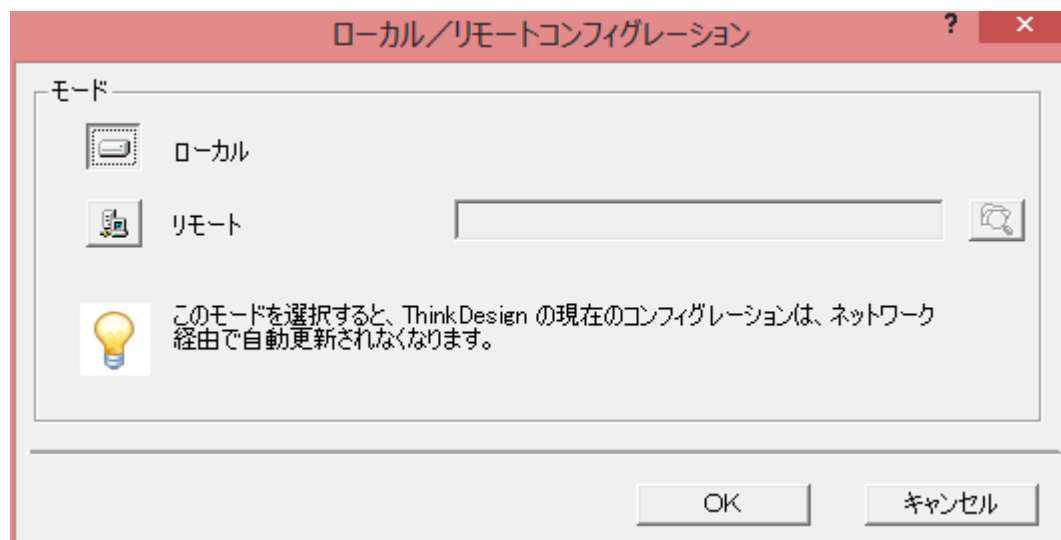 ローカル／リモートコンフィグレーション
モード
ローカル
リモート
このモードを選択すると、ThinkDesign の現在のコンフィグレーションは、ネットワーク
経由で自動更新されなくなります。
OK
キャンセル